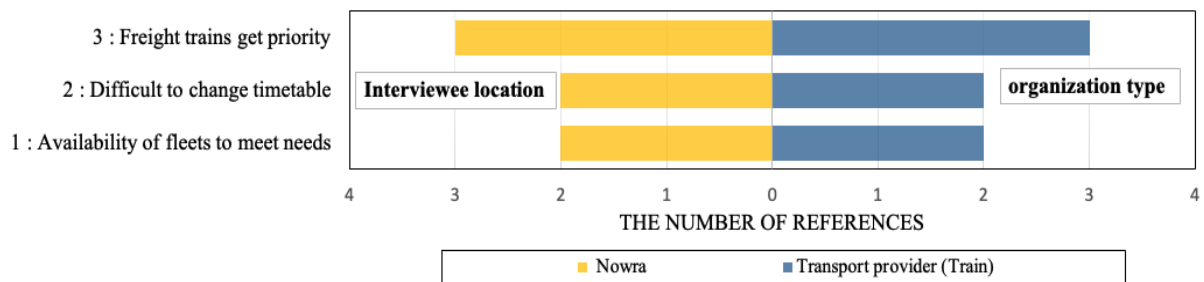 3 : Freight trains get priority
2 : Difficult to change timetable
Interviewee location
organization type
1 : Availability of fleets to meet needs
4 3 2 1 0 1 2 3 4
THE NUMBER OF REFERENCES
Nowra Transport provider (Train)